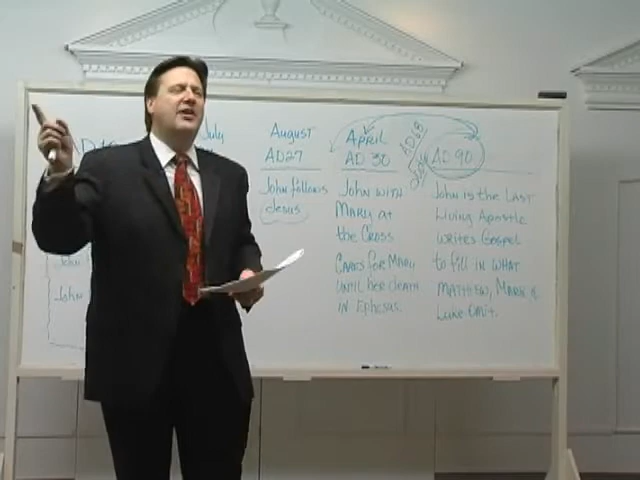 July
August
AD27
John follows
Jesus
April
AD 30
John with
Mary at
the Cross
Cares for Mary
until her death
in Ephesus.
AD 68
AD 90
John is the last
Living Apostle
writes Gospel
to fill in what
Matthew, Mark &
Luke omit.
John
John